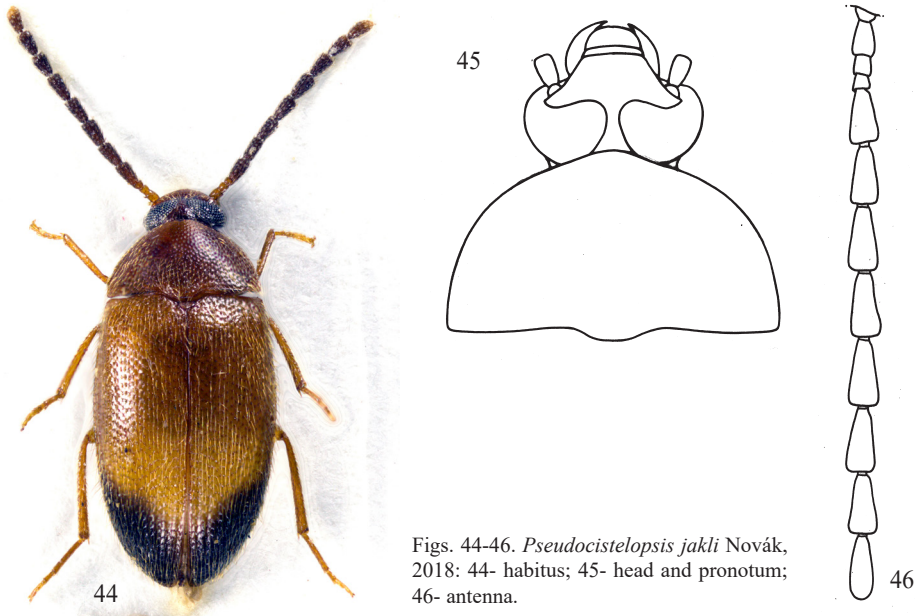 45
44
Figs. 44-46. Pseudocistelopsis jakli Novák,
2018: 44- habitus; 45- head and pronotum;
46- antenna.
46